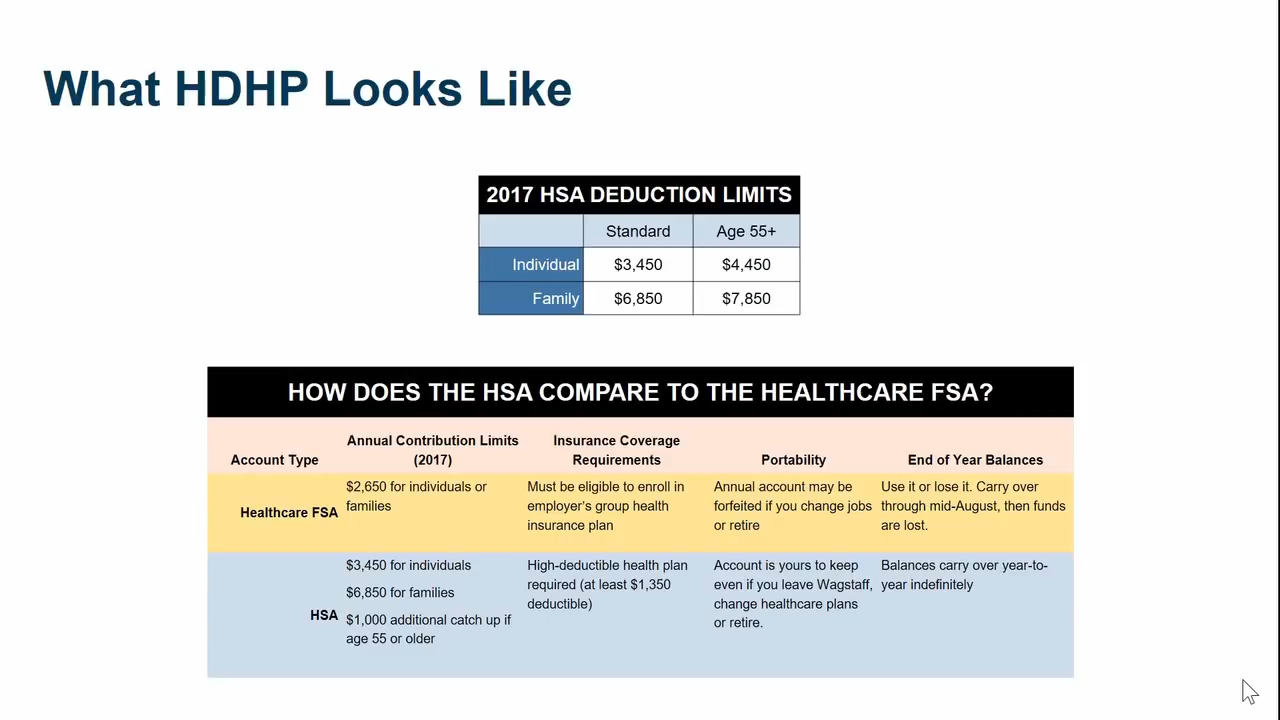 What HDHP Looks Like
2017 HSA DEDUCTION LIMITS
Standard Age 55+
Individual $3,450 $4,450
Family $6,850 $7,850
HOW DOES THE HSA COMPARE TO THE HEALTHCARE FSA?
Account Type
Annual Contribution Limits
(2017)
Insurance Coverage
Requirements
Portability
End of Year Balances
Healthcare FSA
$2,650 for individuals or
families
Must be eligible to enroll in
employer’s group health
insurance plan
Annual account may be
forfeited if you change jobs
or retire
Use it or lose it. Carry over
through mid-August, then funds
are lost.
HSA
$3,450 for individuals
$6,850 for families
$1,000 additional catch up if
age 55 or older
High-deductible health plan
required (at least $1,350
deductible)
Account is yours to keep
even if you leave Wagstaff,
change healthcare plans
or retire.
Balances carry over year-to-
year indefinitely